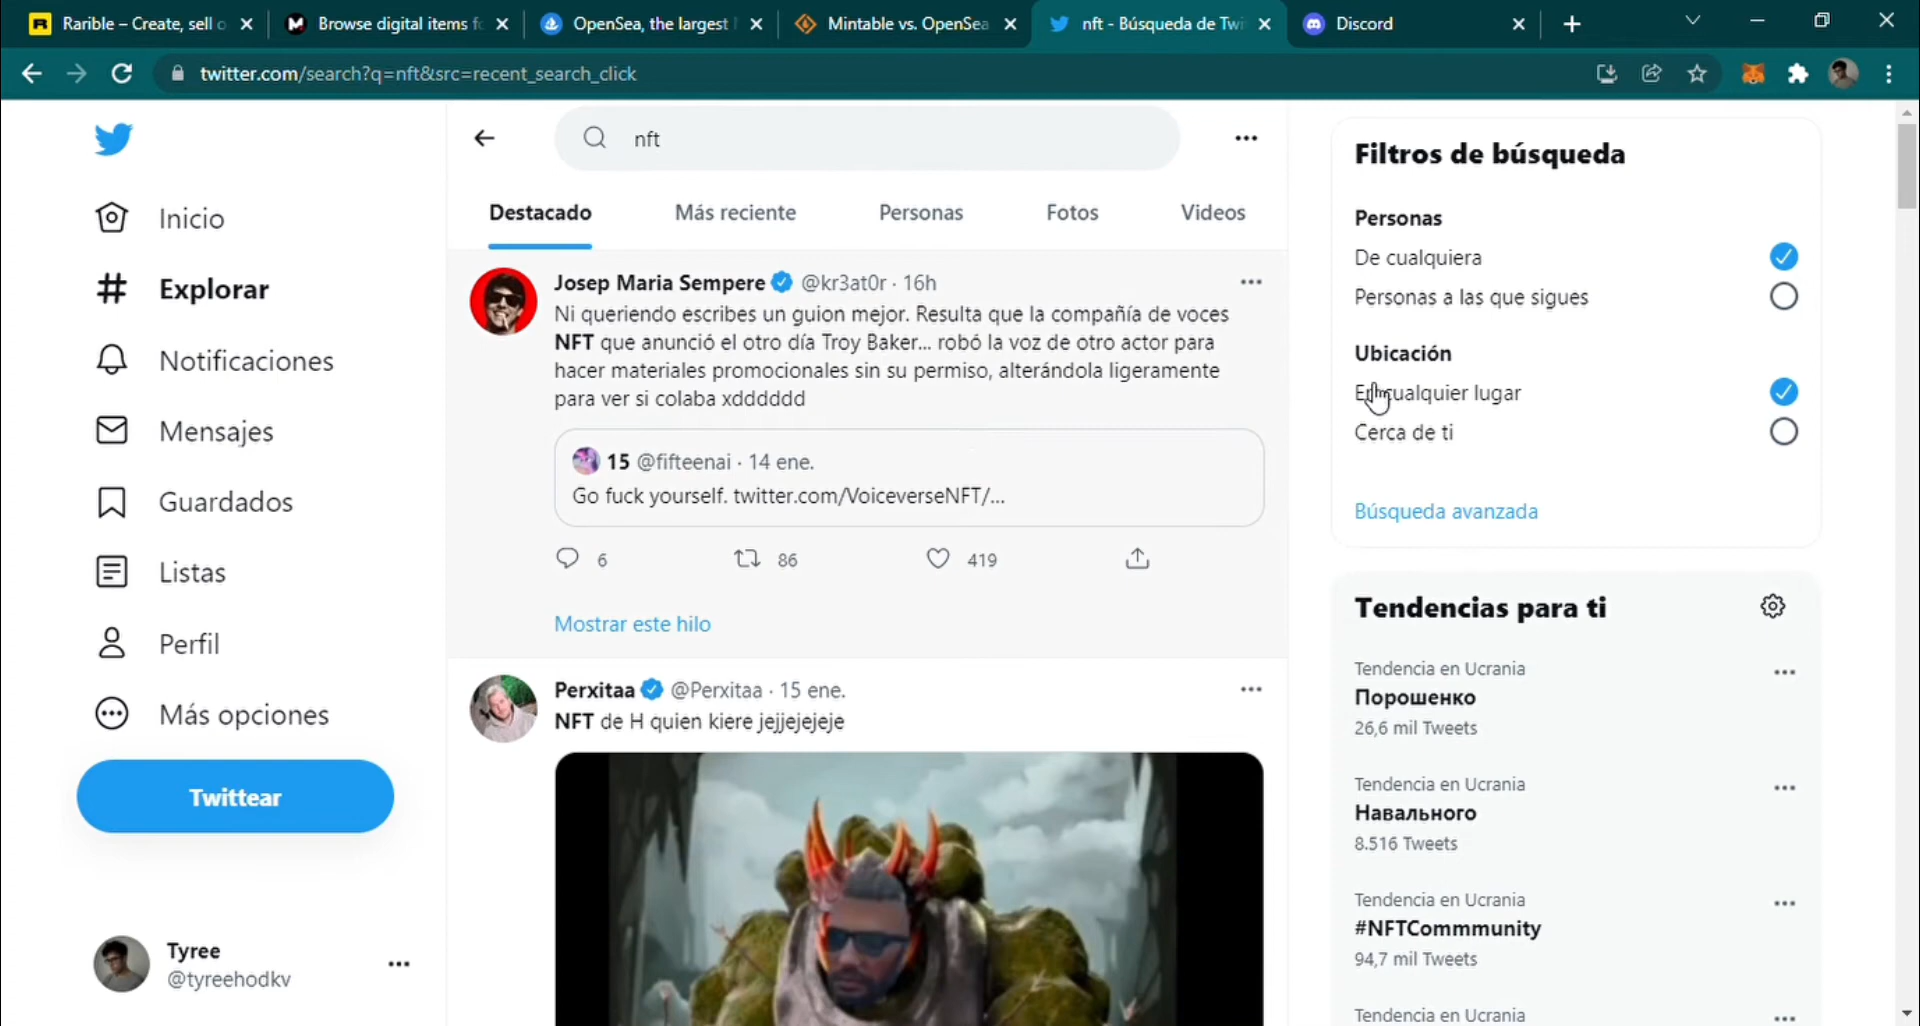 Rarible – Create, sell o
Browse digital items fo
OpenSea, the largest N
Mintable vs. OpenSea
nft - Búsqueda de Twi
Discord
twitter.com/search?q=nft&src=recent_search_click
nft
Destacado
Más reciente
Personas
Fotos
Videos
Inicio
Explorar
Notificaciones
Mensajes
Guardados
Listas
Perfil
Más opciones
Twittear
Tyree
@tyreehodkv
Josep Maria Sempere @kr3at0r · 16h
Ni queriendo escribes un guion mejor. Resulta que la compañía de voces
NFT que anunció el otro día Troy Baker... robó la voz de otro actor para
hacer materiales promocionales sin su permiso, alterándola ligeramente
para ver si colaba xdddddd
15 @fifteenai · 14 ene.
Go fuck yourself. twitter.com/VoiceverseNFT/...
6
86
419
Mostrar este hilo
Perxitaa @Perxitaa · 15 ene.
NFT de H quien kiere jejjejejeje
Filtros de búsqueda
Personas
De cualquiera
Personas a las que sigues
Ubicación
En cualquier lugar
Cerca de ti
Búsqueda avanzada
Tendencias para ti
Tendencia en Ucrania
Порошенко
26,6 mil Tweets
Tendencia en Ucrania
Навального
8.516 Tweets
Tendencia en Ucrania
#NFTCommmunity
94,7 mil Tweets
Tendencia en Ucrania